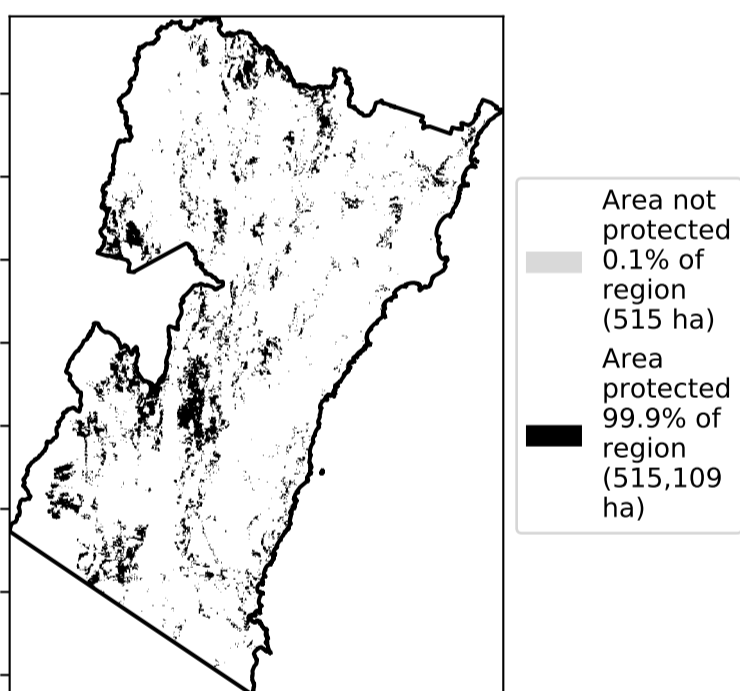 Area not
protected
0.1% of
region
(515 ha)
Area
protected
99.9% of
region
(515,109
ha)